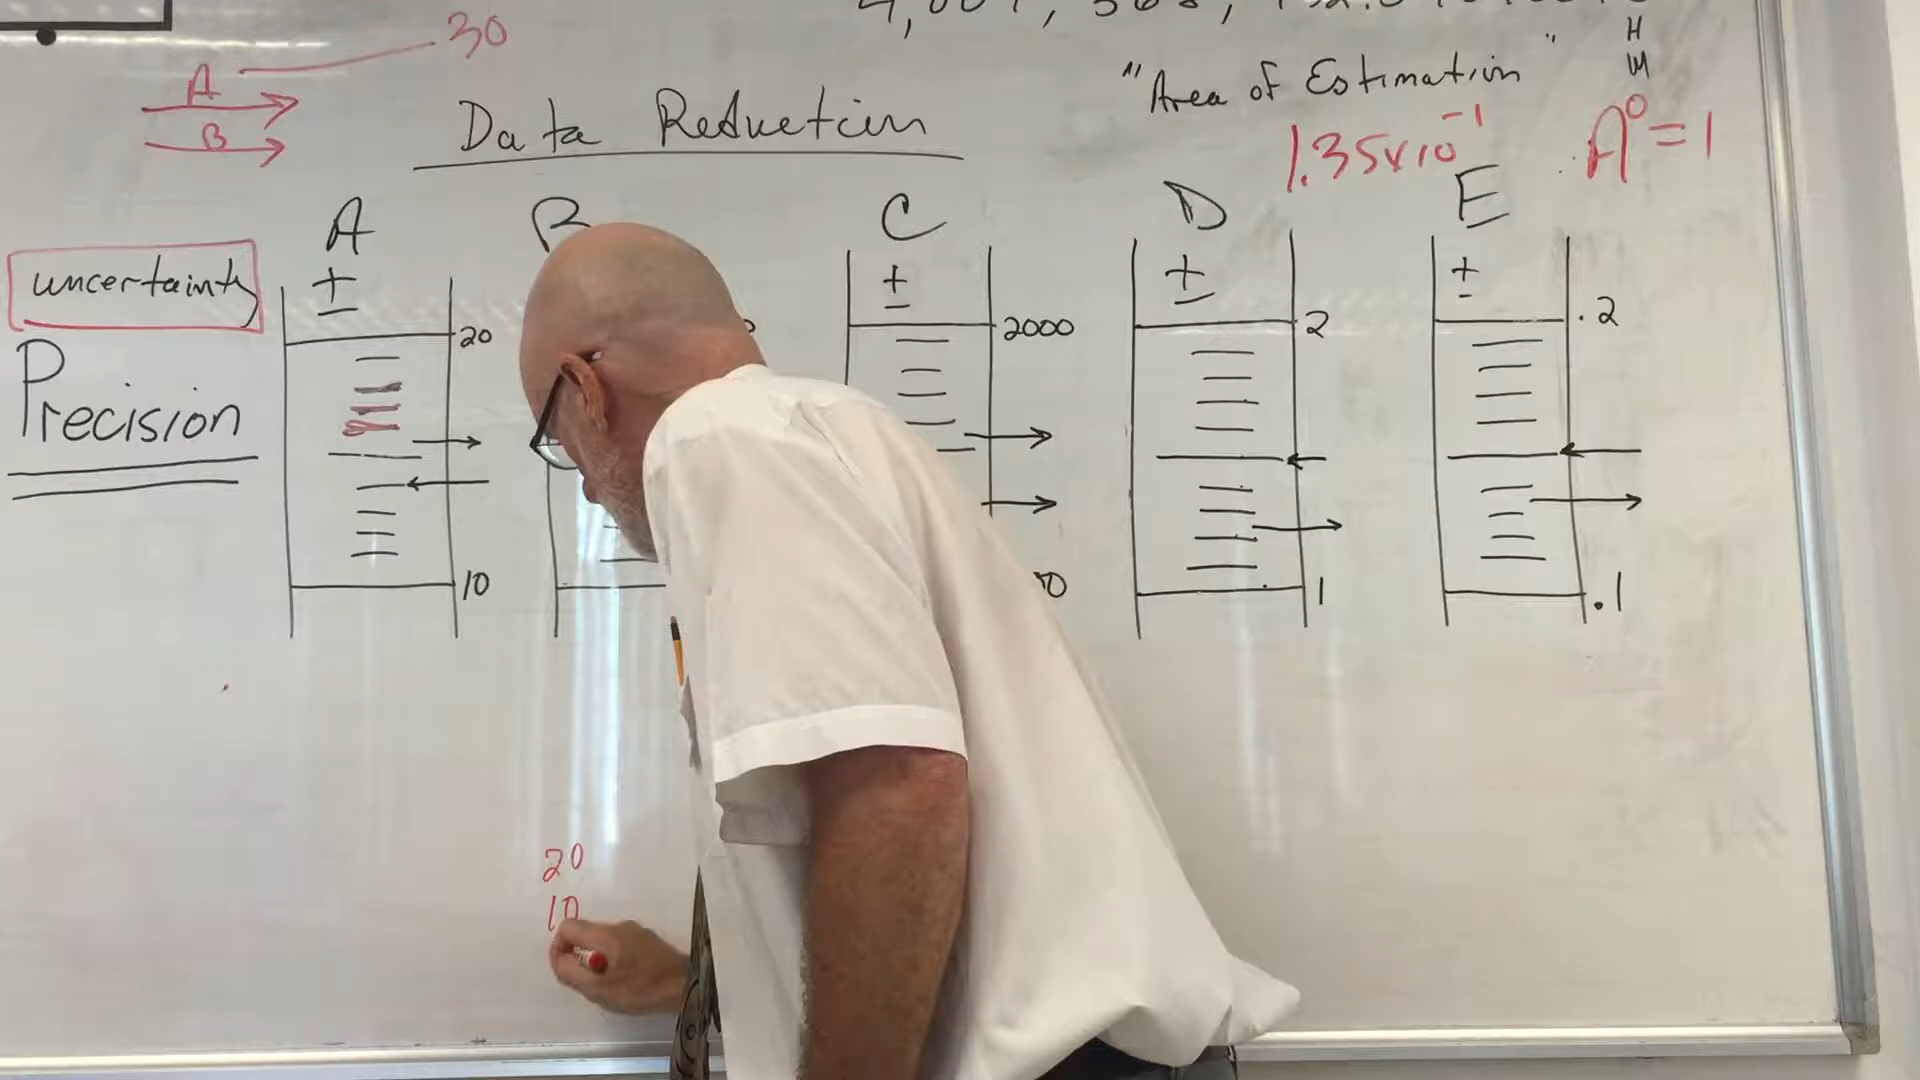 30
A
B
Data Reduction
"Area of Estimation"
H
M
1.35x10⁻¹
A⁰=1
A
B
C
D
E
uncertainty
±
±
±
±
20
2000
2
.2
Precision
10
1
.1
20
10